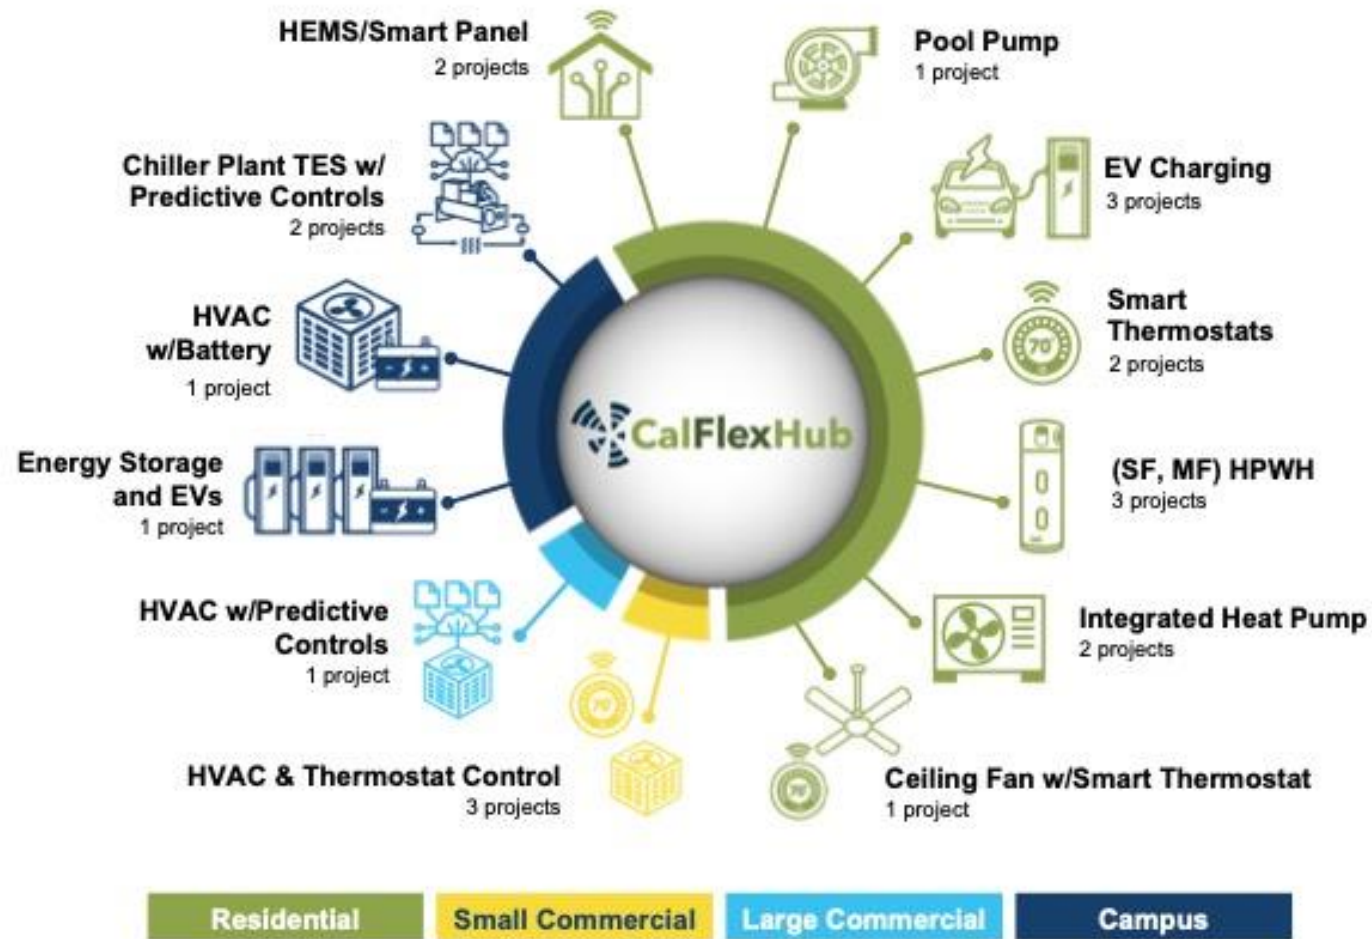 HEMS/Smart Panel
2 projects
Pool Pump
1 project
Chiller Plant TES w/
Predictive Controls
2 projects
EV Charging
3 projects
HVAC
w/Battery
1 project
Smart
Thermostats
2 projects
70°
CalFlexHub
Energy Storage
and EVs
1 project
(SF, MF) HPWH
3 projects
HVAC w/Predictive
Controls
1 project
Integrated Heat Pump
2 projects
70°
HVAC & Thermostat Control
3 projects
70°
Ceiling Fan w/Smart Thermostat
1 project
Residential
Small Commercial
Large Commercial
Campus